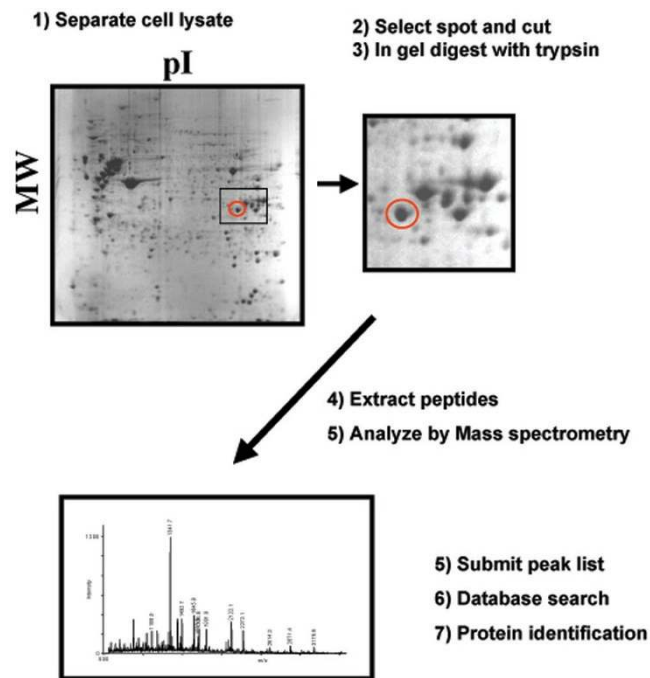 1) Separate cell lysate
2) Select spot and cut
3) In gel digest with trypsin
pI
MW
4) Extract peptides
5) Analyze by Mass spectrometry
Intensity
m/z
5) Submit peak list
6) Database search
7) Protein identification